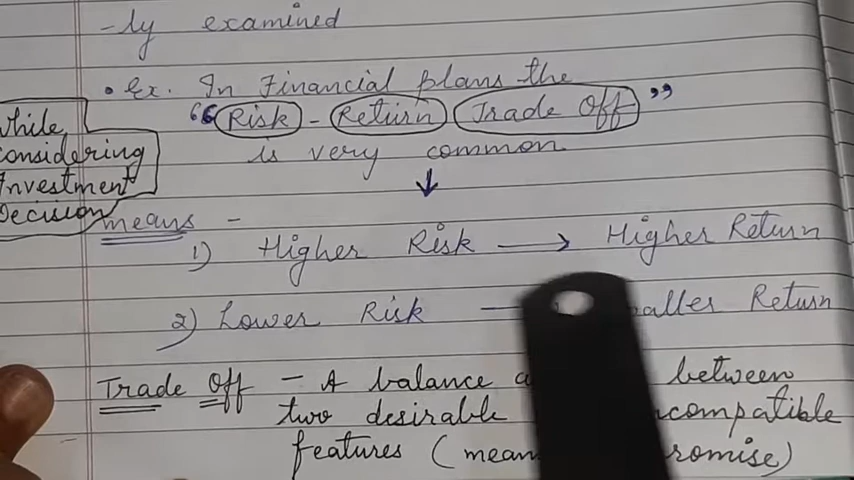 -ly examined
• Ex. In Financial plans the
“Risk - Return Trade Off”
is very common
While
considering
Investment
Decision
means -
1) Higher Risk → Higher Return
2) Lower Risk Return
Trade Off - A balance between
two desirable
features (